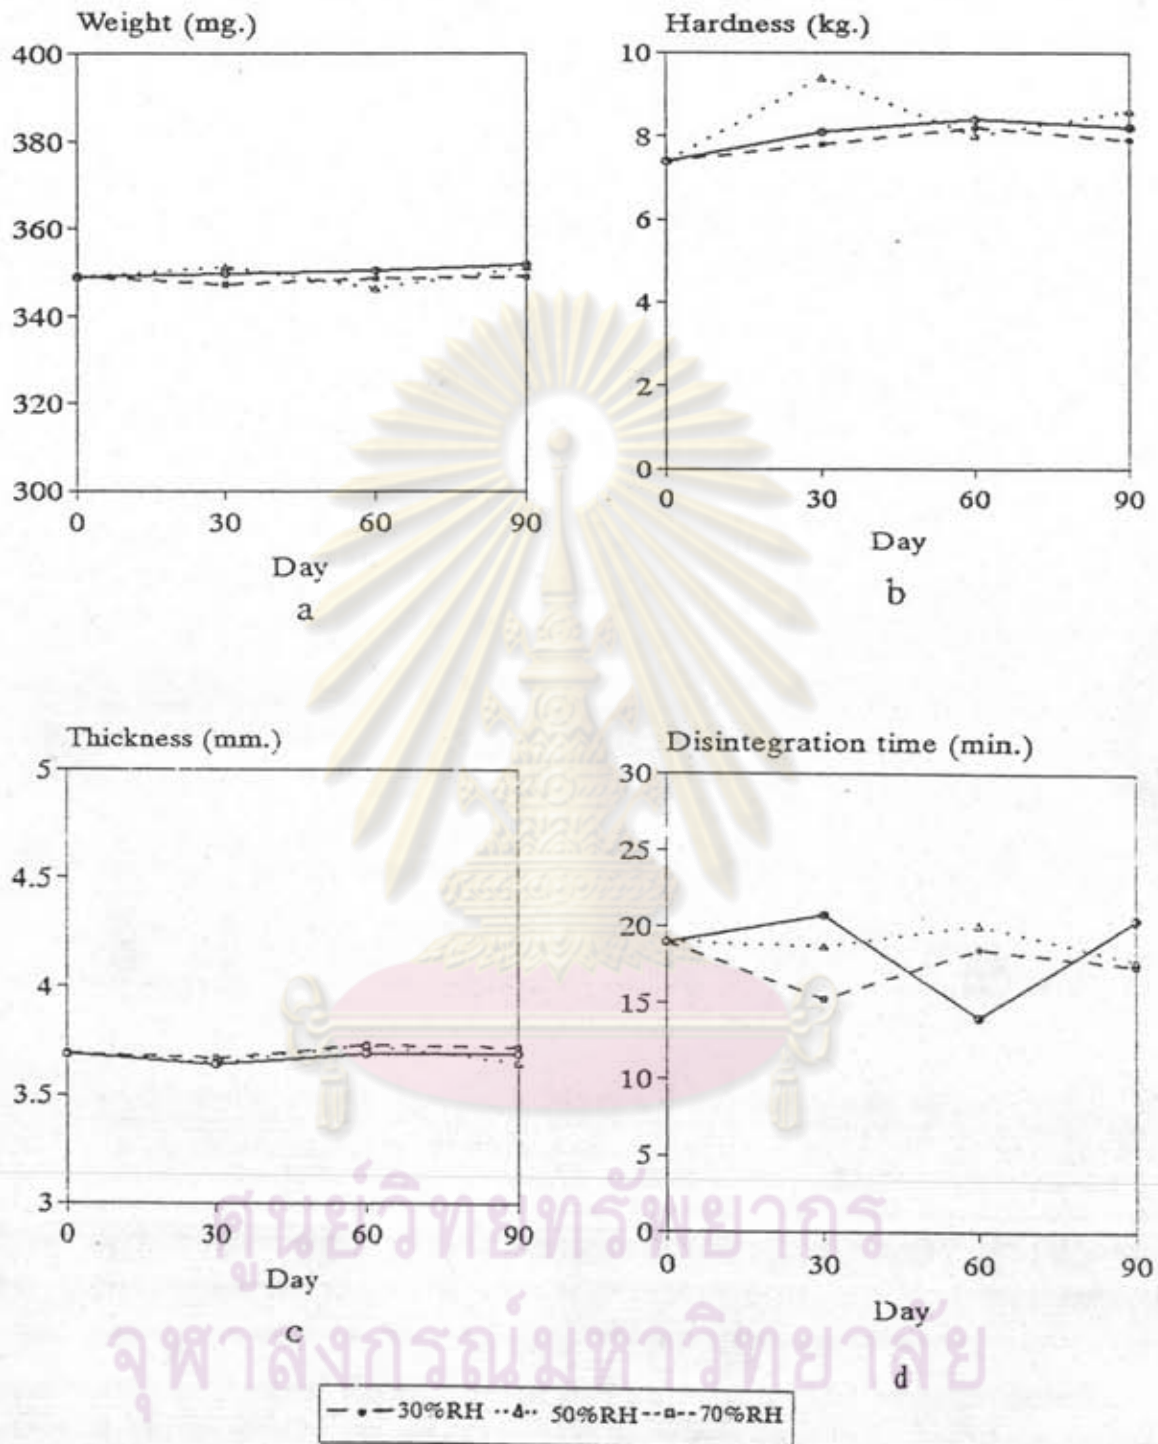 Weight (mg.)
400
380
360
340
320
300
0 30 60 90
Day
a
Hardness (kg.)
10
8
6
4
2
0
0 30 60 90
Day
b
Thickness (mm.)
5
4.5
4
3.5
3
0 30 60 90
Day
c
Disintegration time (min.)
30
25
20
15
10
5
0
0 30 60 90
Day
d
ศูนย์วิทยทรัพยากร
จุฬาลงกรณ์มหาวิทยาลัย
30%RH 50%RH 70%RH